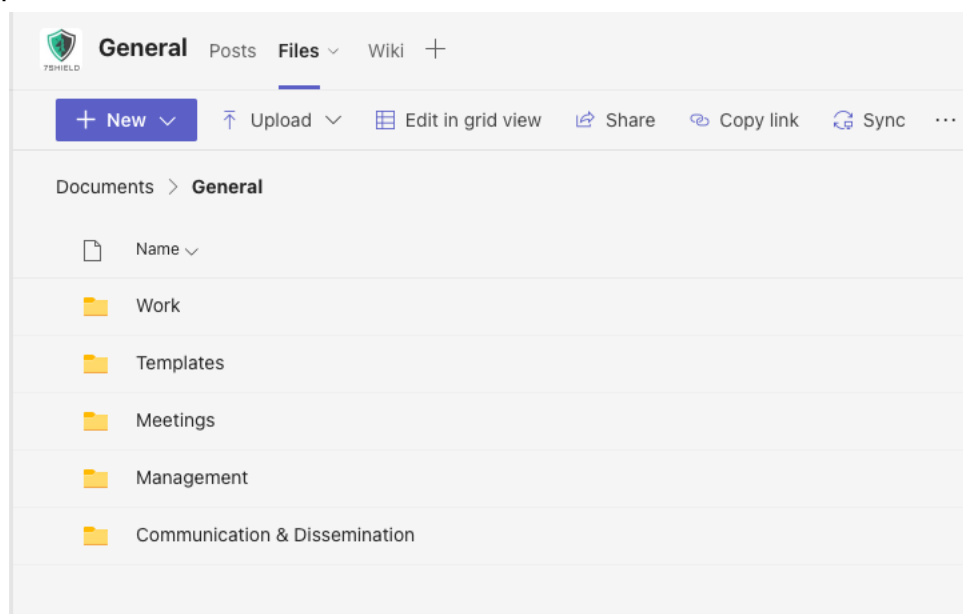 General Posts Files Wiki
7SHIELD
New Upload Edit in grid view Share Copy link Sync ...
Documents > General
Name
Work
Templates
Meetings
Management
Communication & Dissemination